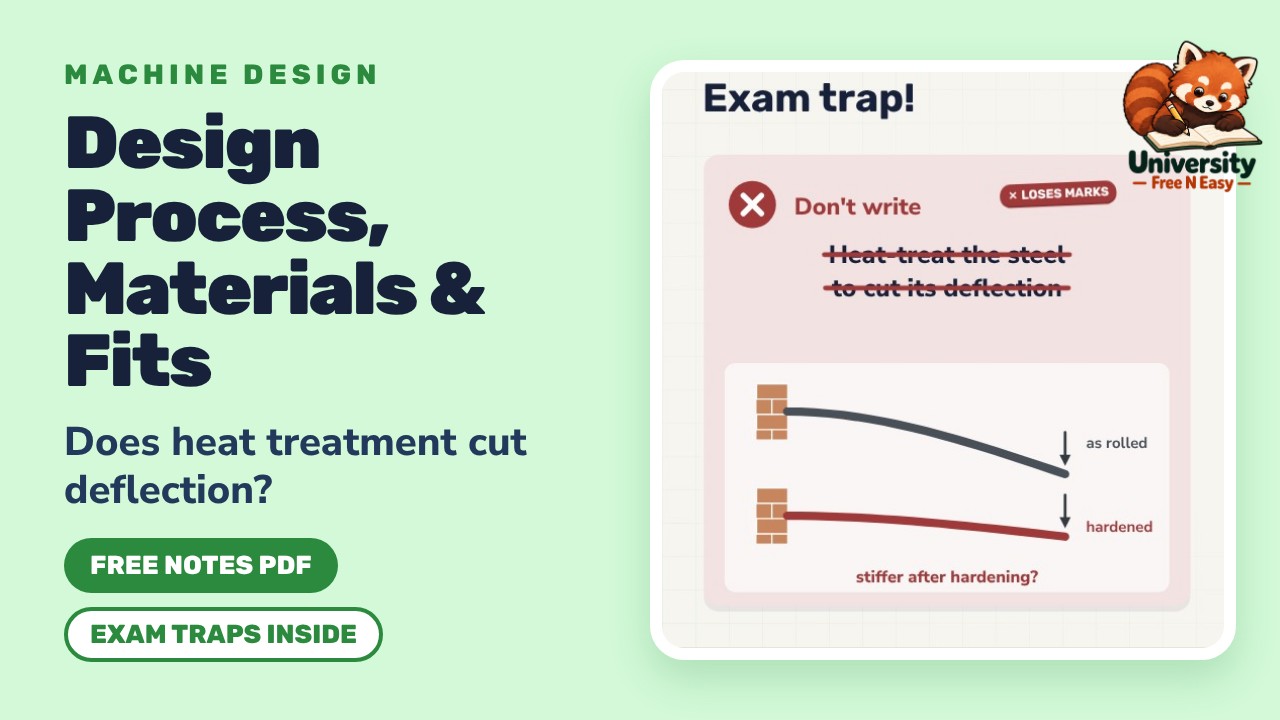 MACHINE DESIGN
Design
Process,
Materials &
Fits
Does heat treatment cut
deflection?
FREE NOTES PDF
EXAM TRAPS INSIDE
Exam trap!
Don't write
× LOSES MARKS
Heat-treat the steel
to cut its deflection
as rolled
hardened
stiffer after hardening?
University
Free N Easy